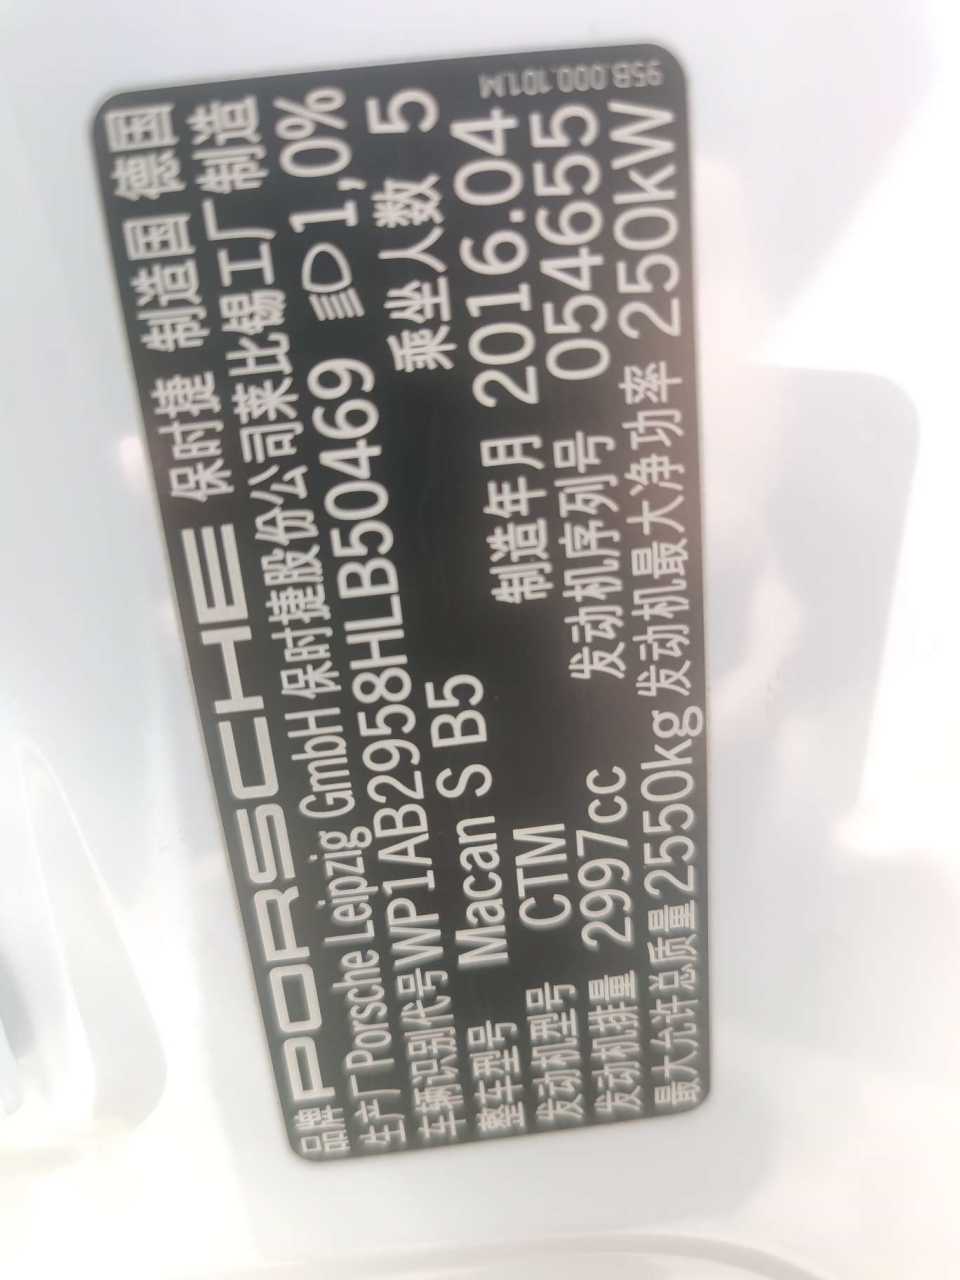 95B.000.101.M
品牌 PORSCHE 保时捷 制造国 德国
生产厂 Porsche Leipzig GmbH 保时捷股份公司莱比锡工厂制造
车辆识别代号 WP1AB2958HLB50469 1,0%
整车型号 Macan S B5 乘坐人数 5
发动机型号 CTM 制造年月 2016.04
发动机排量 2997cc 发动机序列号 054655
最大允许总质量 2550kg 发动机最大净功率 250kW